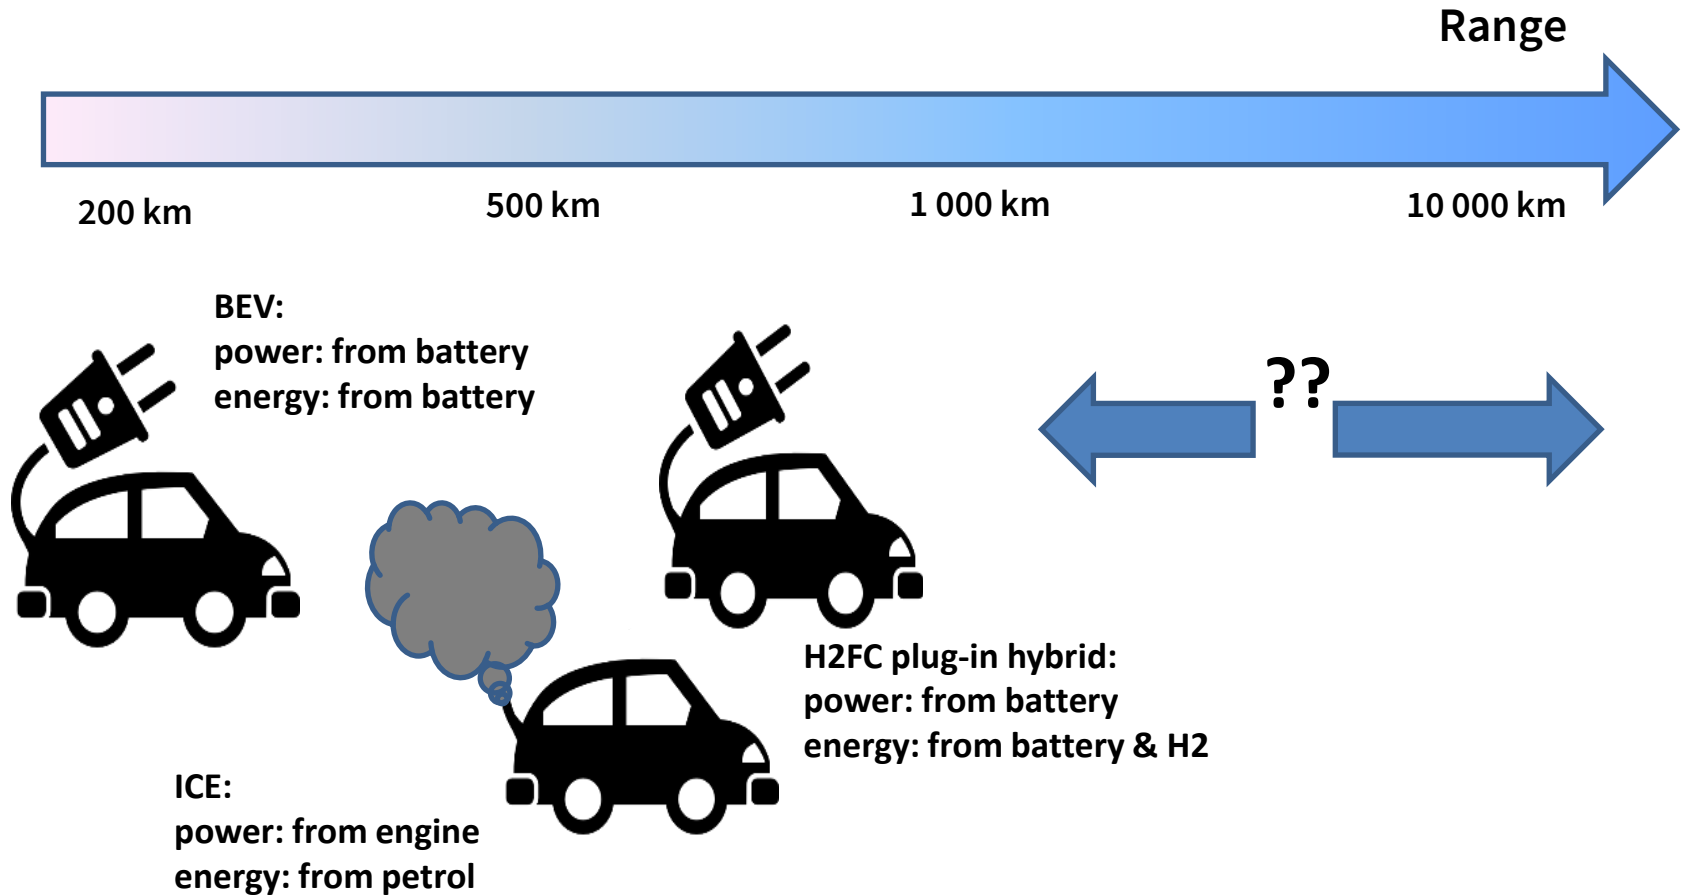 Range
200 km
500 km
1 000 km
10 000 km
BEV:
power: from battery
energy: from battery
??
H2FC plug-in hybrid:
power: from battery
energy: from battery & H2
ICE:
power: from engine
energy: from petrol